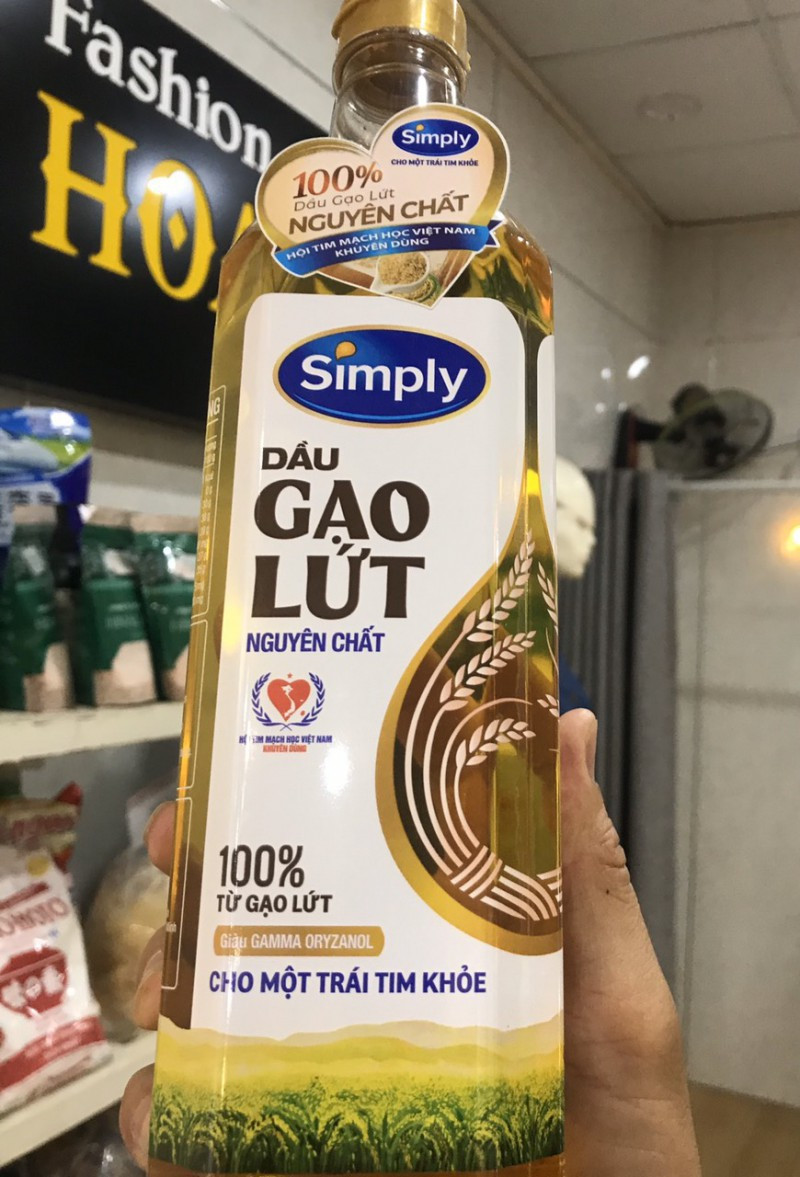 Fashion
HOA
Simply
CHO MỘT TRÁI TIM KHỎE
100%
Dầu Gạo Lứt
NGUYÊN CHẤT
HỘI TIM MẠCH HỌC VIỆT NAM
KHUYÊN DÙNG
Simply
DẦU
GẠO
LỨT
NGUYÊN CHẤT
HỘI TIM MẠCH HỌC VIỆT NAM
KHUYÊN DÙNG
100%
TỪ GẠO LỨT
Giàu GAMMA ORYZANOL
CHO MỘT TRÁI TIM KHỎE